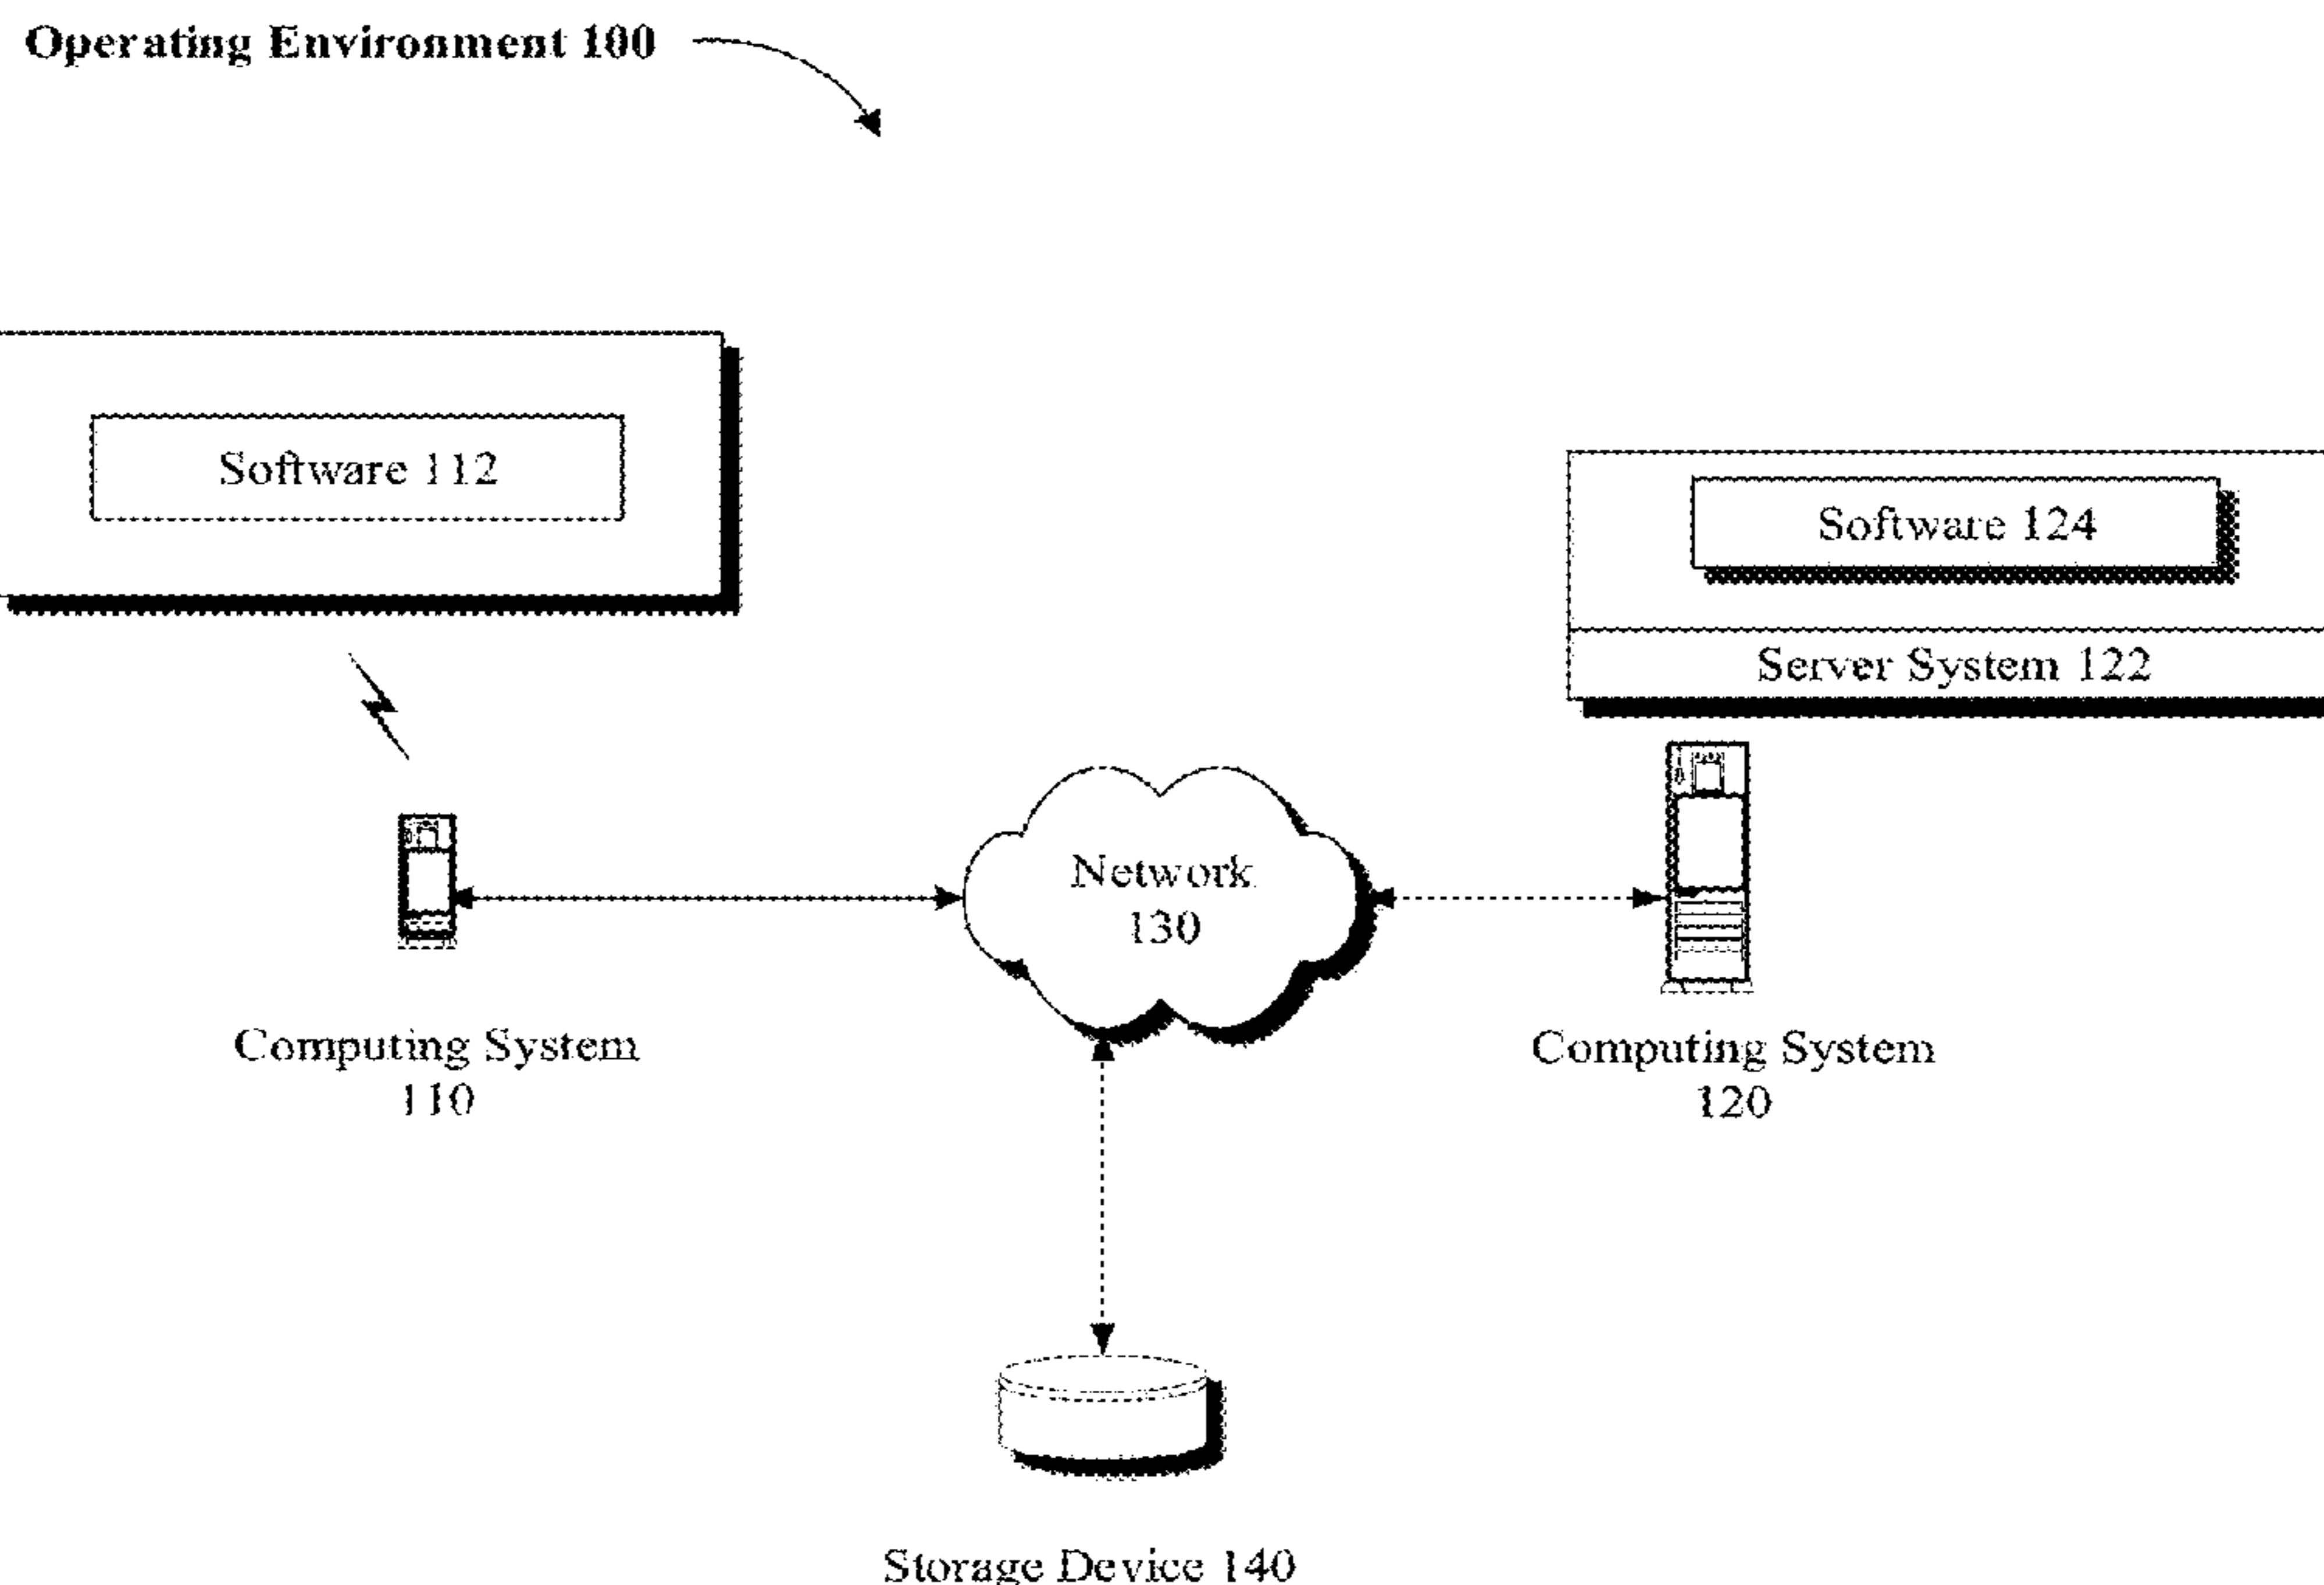 Operating Environment 100
Software 112
Software 124
Server System 122
Network
130
Computing System
110
Computing System
120
Storage Device 140